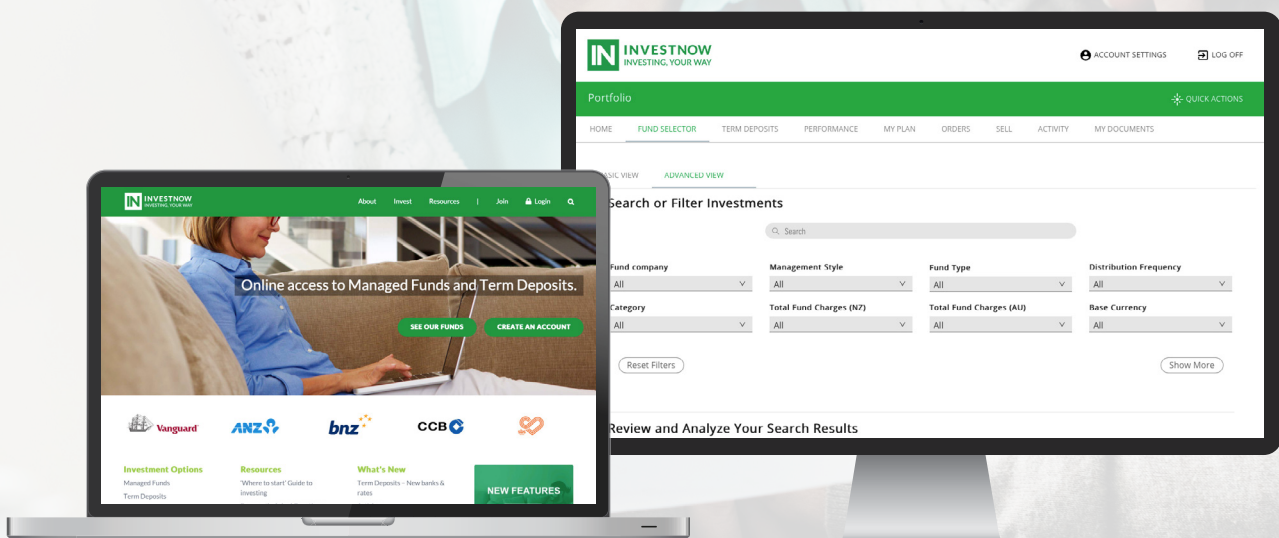 INVESTNOW
INVESTING, YOUR WAY
ACCOUNT SETTINGS
LOG OFF
Portfolio
QUICK ACTIONS
HOME FUND SELECTOR TERM DEPOSITS PERFORMANCE MY PLAN ORDERS SELL ACTIVITY MY DOCUMENTS
VIEW ADVANCED VIEW
Search or Filter Investments
Search
Fund company Management Style Fund Type Distribution Frequency
All All All All
Category Total Fund Charges (NZ) Total Fund Charges (AU) Base Currency
All All All All
Reset Filters Show More
Review and Analyze Your Search Results
IN INVESTNOW
INVESTING, YOUR WAY
About Invest Resources | Join Login
Online access to Managed Funds and Term Deposits.
SEE OUR FUNDS CREATE AN ACCOUNT
Vanguard ANZ bnz CCB
Investment Options Resources What's New
Managed Funds 'Where to start' Guide to Term Deposits – New banks &
Term Deposits investing rates
NEW FEATURES